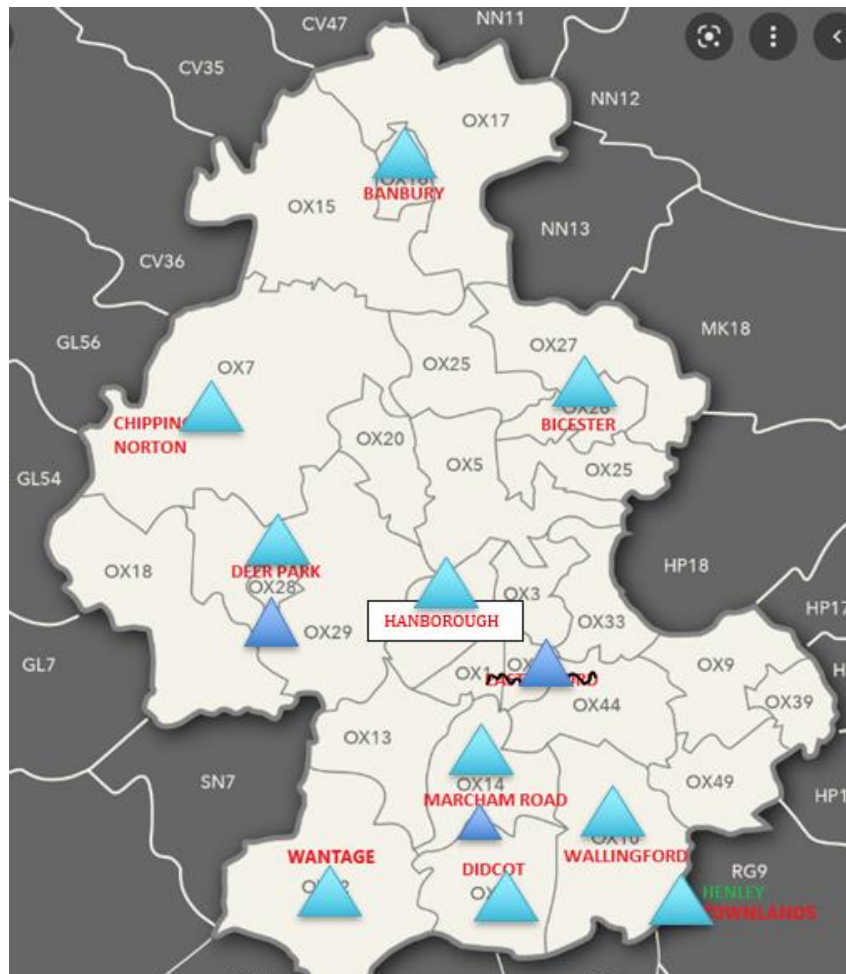 CV47
NN11
CV35
NN12
OX17
BANBURY
OX15
NN13
CV36
MK18
GL56
OX27
OX7
OX25
BICESTER
CHIPPING
NORTON
OX20
OX5
OX25
GL54
OX18
HP18
DEER PARK
OX28
OX3
HP17
HANBOROUGH
OX33
OX29
GL7
OX9
OX44
OX39
OX13
SN7
OX49
OX14
MARCHAM ROAD
WANTAGE
WALLINGFORD
DIDCOT
RG9
HENLEY
TOWNLANDS